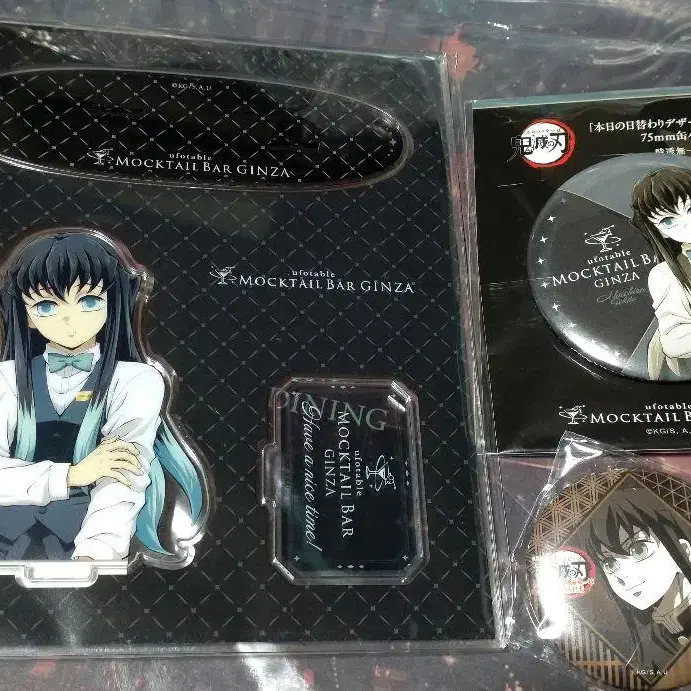 ©KG/S, A,U
ufotable
MOCKTAIL BAR GINZA
ufotable
MOCKTAIL BAR GINZA
DINING
ufotable
MOCKTAIL BAR
GINZA
Have a nice time!
鬼滅の刃
「本日の日替わりデザー
75mm缶
ufotable
MOCKTAIL BA
GINZA
ufotable
MOCKTAIL BAR G
©KG/S, A,
鬼滅の刃
©KG/S, A,U